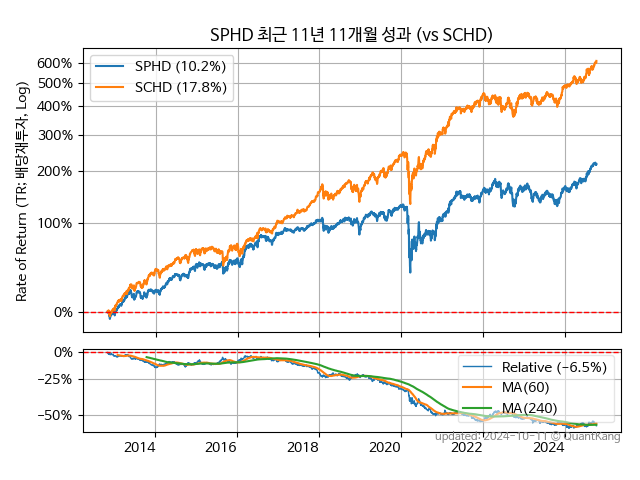 SPHD 최근 11년 11개월 성과 (vs SCHD)
Rate of Return (TR: 배당재투자, Log)
600%
500%
400%
300%
200%
100%
0%
SPHD (10.2%)
SCHD (17.8%)
0%
−25%
−50%
Relative (−6.5%)
MA(60)
MA(240)
updated: 2024-10-11 © QuantKang
2014 2016 2018 2020 2022 2024